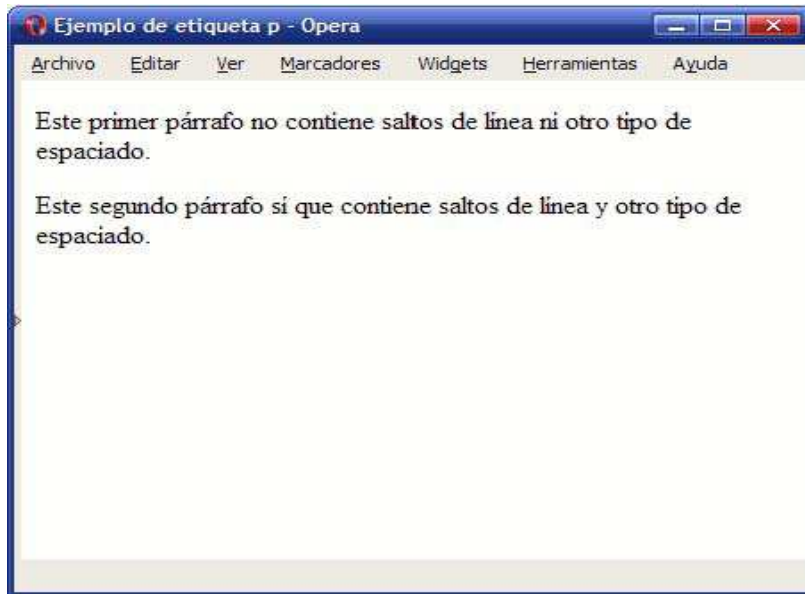 Ejemplo de etiqueta p - Opera
Archivo Editar Ver Marcadores Widgets Herramientas Ayuda
Este primer párrafo no contiene saltos de línea ni otro tipo de
espaciado.
Este segundo párrafo sí que contiene saltos de línea y otro tipo de
espaciado.